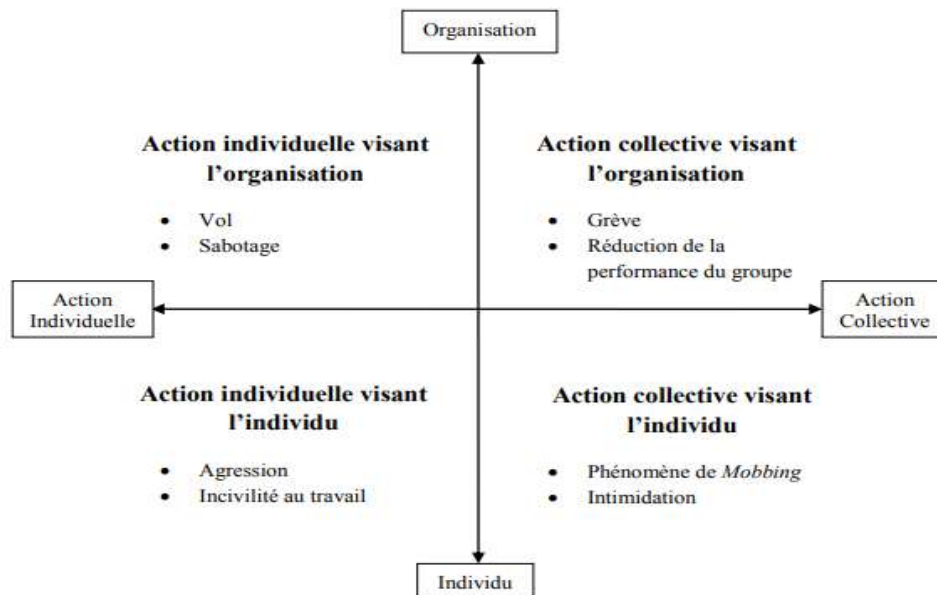 Organisation
Action individuelle visant
l'organisation
• Vol
• Sabotage
Action collective visant
l'organisation
• Grève
• Réduction de la
performance du groupe
Action
Individuelle
Action
Collective
Action individuelle visant
l'individu
• Agression
• Incivilité au travail
Action collective visant
l'individu
• Phénomène de Mobbing
• Intimidation
Individu